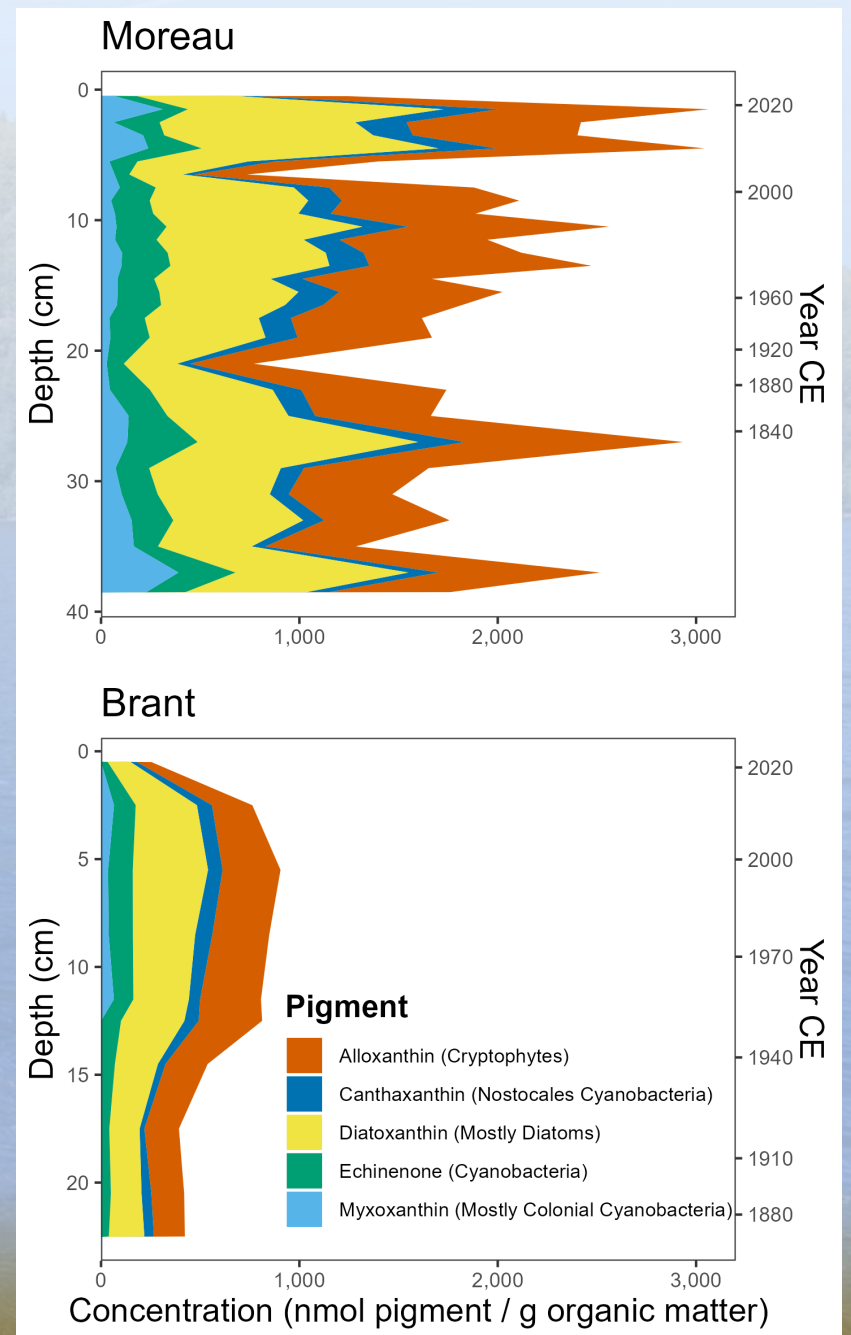 Moreau
0
10
20
30
40
Depth (cm)
2020
2000
1960
1920
1880
1840
Year CE
0 1,000 2,000 3,000
Brant
0
5
10
15
20
Depth (cm)
2020
2000
1970
1940
1910
1880
Year CE
Pigment
Alloxanthin (Cryptophytes)
Canthaxanthin (Nostocales Cyanobacteria)
Diatoxanthin (Mostly Diatoms)
Echinenone (Cyanobacteria)
Myxoxanthin (Mostly Colonial Cyanobacteria)
0 1,000 2,000 3,000
Concentration (nmol pigment / g organic matter)